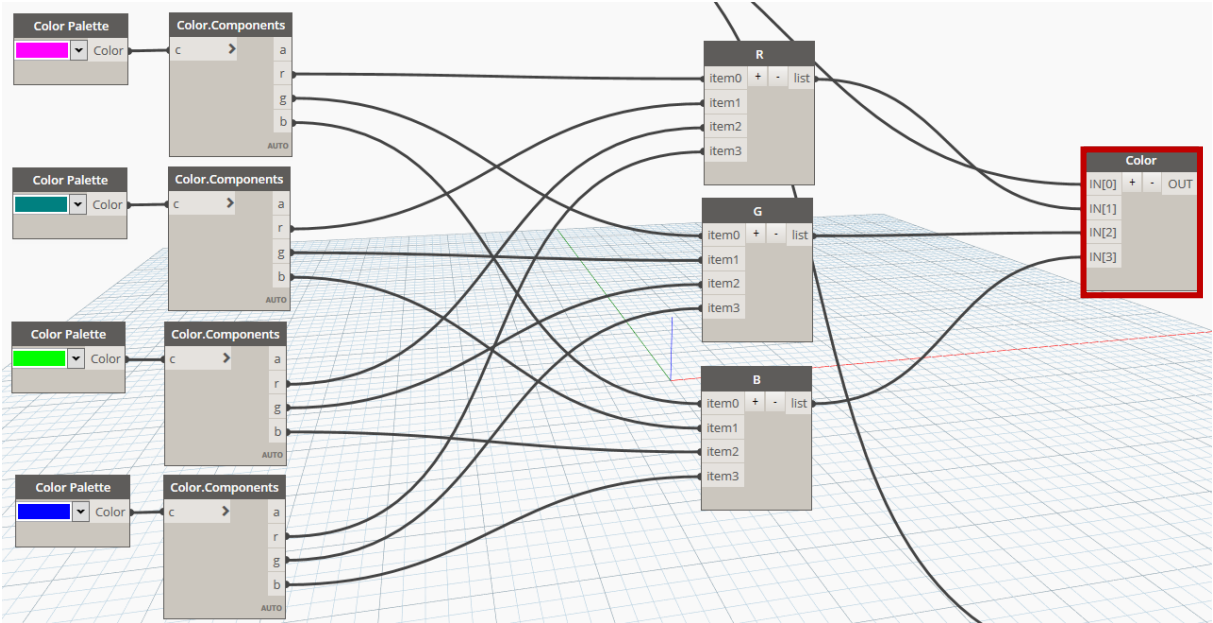 Color Palette
Color
Color.Components
c > a
r
g
b
AUTO
Color Palette
Color
Color.Components
c > a
r
g
b
AUTO
Color Palette
Color
Color.Components
c > a
r
g
b
AUTO
Color Palette
Color
Color.Components
c > a
r
g
b
AUTO
R
item0 + - list
item1
item2
item3
G
item0 + - list
item1
item2
item3
B
item0 + - list
item1
item2
item3
Color
IN[0] + - OUT
IN[1]
IN[2]
IN[3]